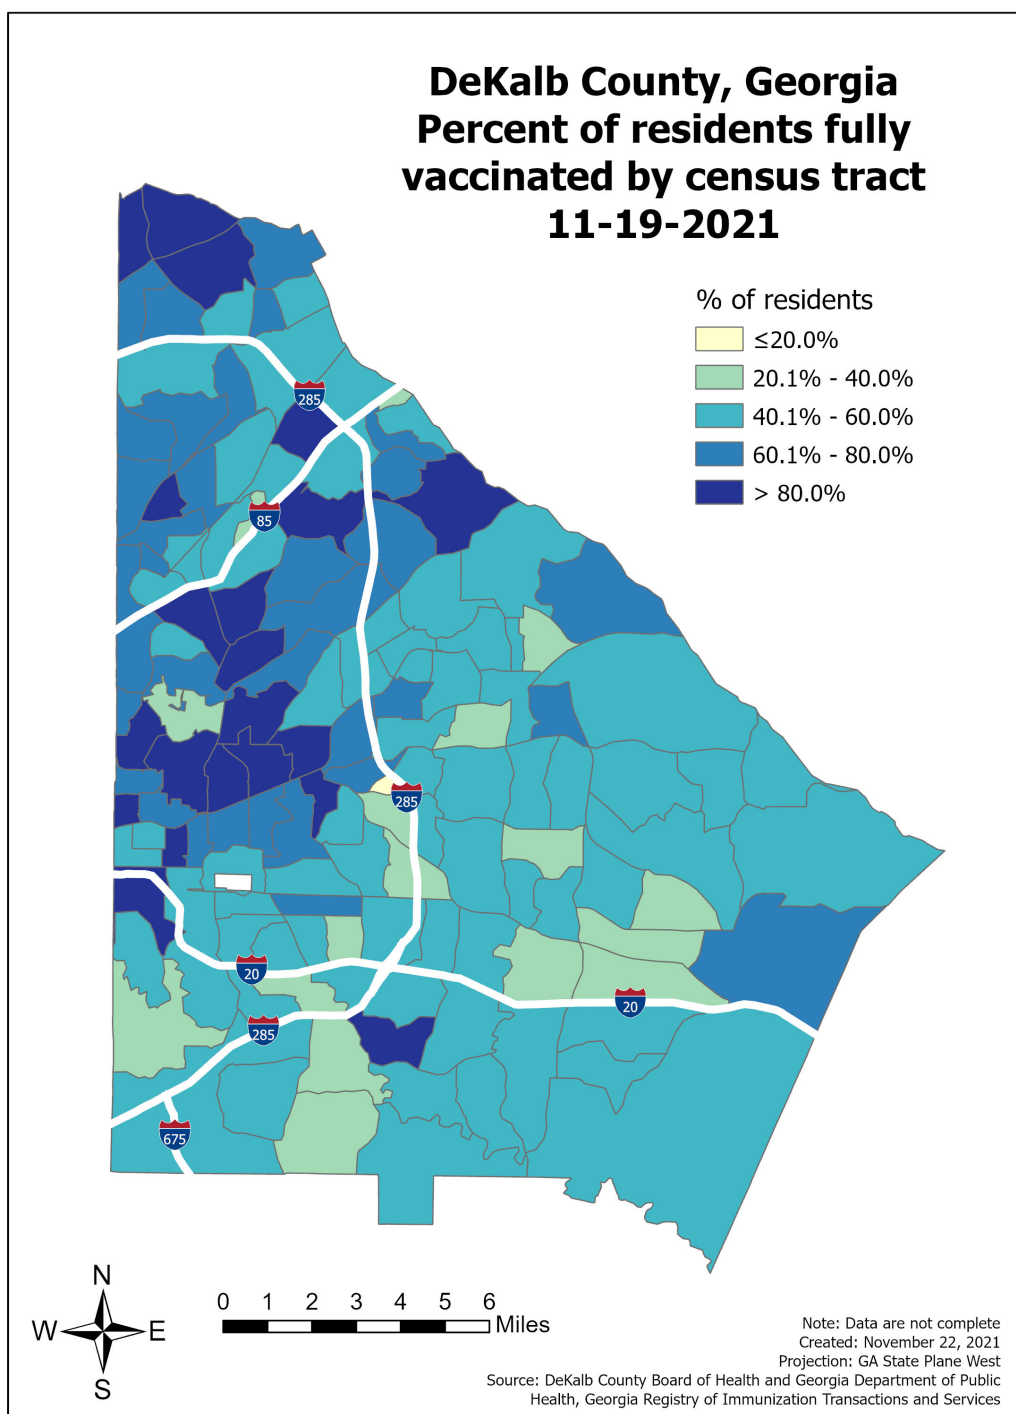 DeKalb County, Georgia
Percent of residents fully
vaccinated by census tract
11-19-2021
% of residents
≤20.0%
20.1% - 40.0%
40.1% - 60.0%
60.1% - 80.0%
> 80.0%
285
85
285
20
20
285
675
N
W E
S
0 1 2 3 4 5 6
Miles
Note: Data are not complete
Created: November 22, 2021
Projection: GA State Plane West
Source: DeKalb County Board of Health and Georgia Department of Public
Health, Georgia Registry of Immunization Transactions and Services